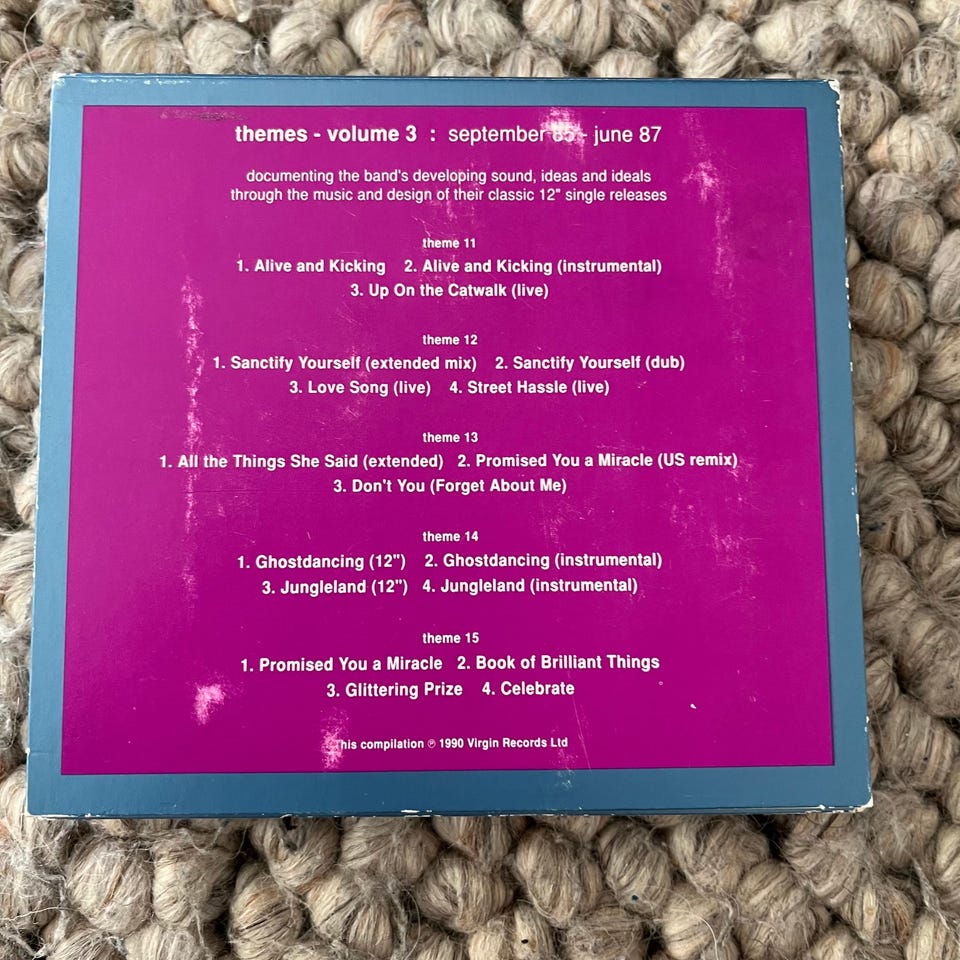 themes - volume 3 : september 85 - june 87
documenting the band's developing sound, ideas and ideals
through the music and design of their classic 12" single releases
theme 11
1. Alive and Kicking 2. Alive and Kicking (instrumental)
3. Up On the Catwalk (live)
theme 12
1. Sanctify Yourself (extended mix) 2. Sanctify Yourself (dub)
3. Love Song (live) 4. Street Hassle (live)
theme 13
1. All the Things She Said (extended) 2. Promised You a Miracle (US remix)
3. Don't You (Forget About Me)
theme 14
1. Ghostdancing (12") 2. Ghostdancing (instrumental)
3. Jungleland (12") 4. Jungleland (instrumental)
theme 15
1. Promised You a Miracle 2. Book of Brilliant Things
3. Glittering Prize 4. Celebrate
This compilation ℗ 1990 Virgin Records Ltd